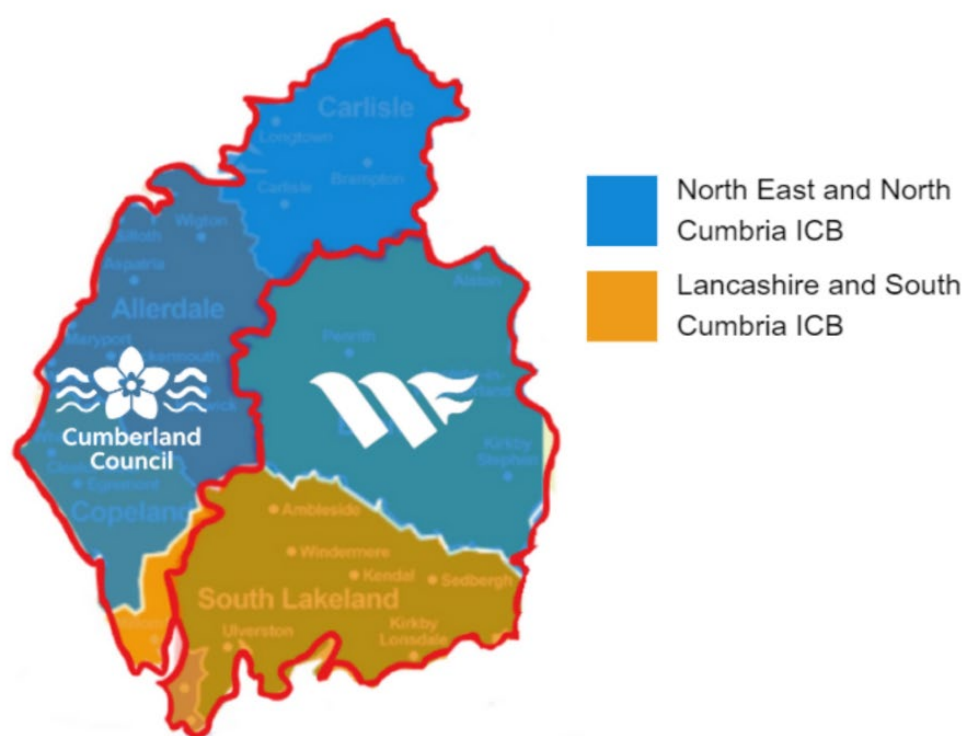 Carlisle
Longtown
Brampton
Carlisle
Wigton
Aspatria
Allerdale
Maryport
Cumberland
Council
Egremont
Copeland
Alston
Penrith
Kirkby
Stephen
Ambleside
Windermere
Kendal
Sedbergh
South Lakeland
Ulverston
Kirkby
Lonsdale
North East and North
Cumbria ICB
Lancashire and South
Cumbria ICB